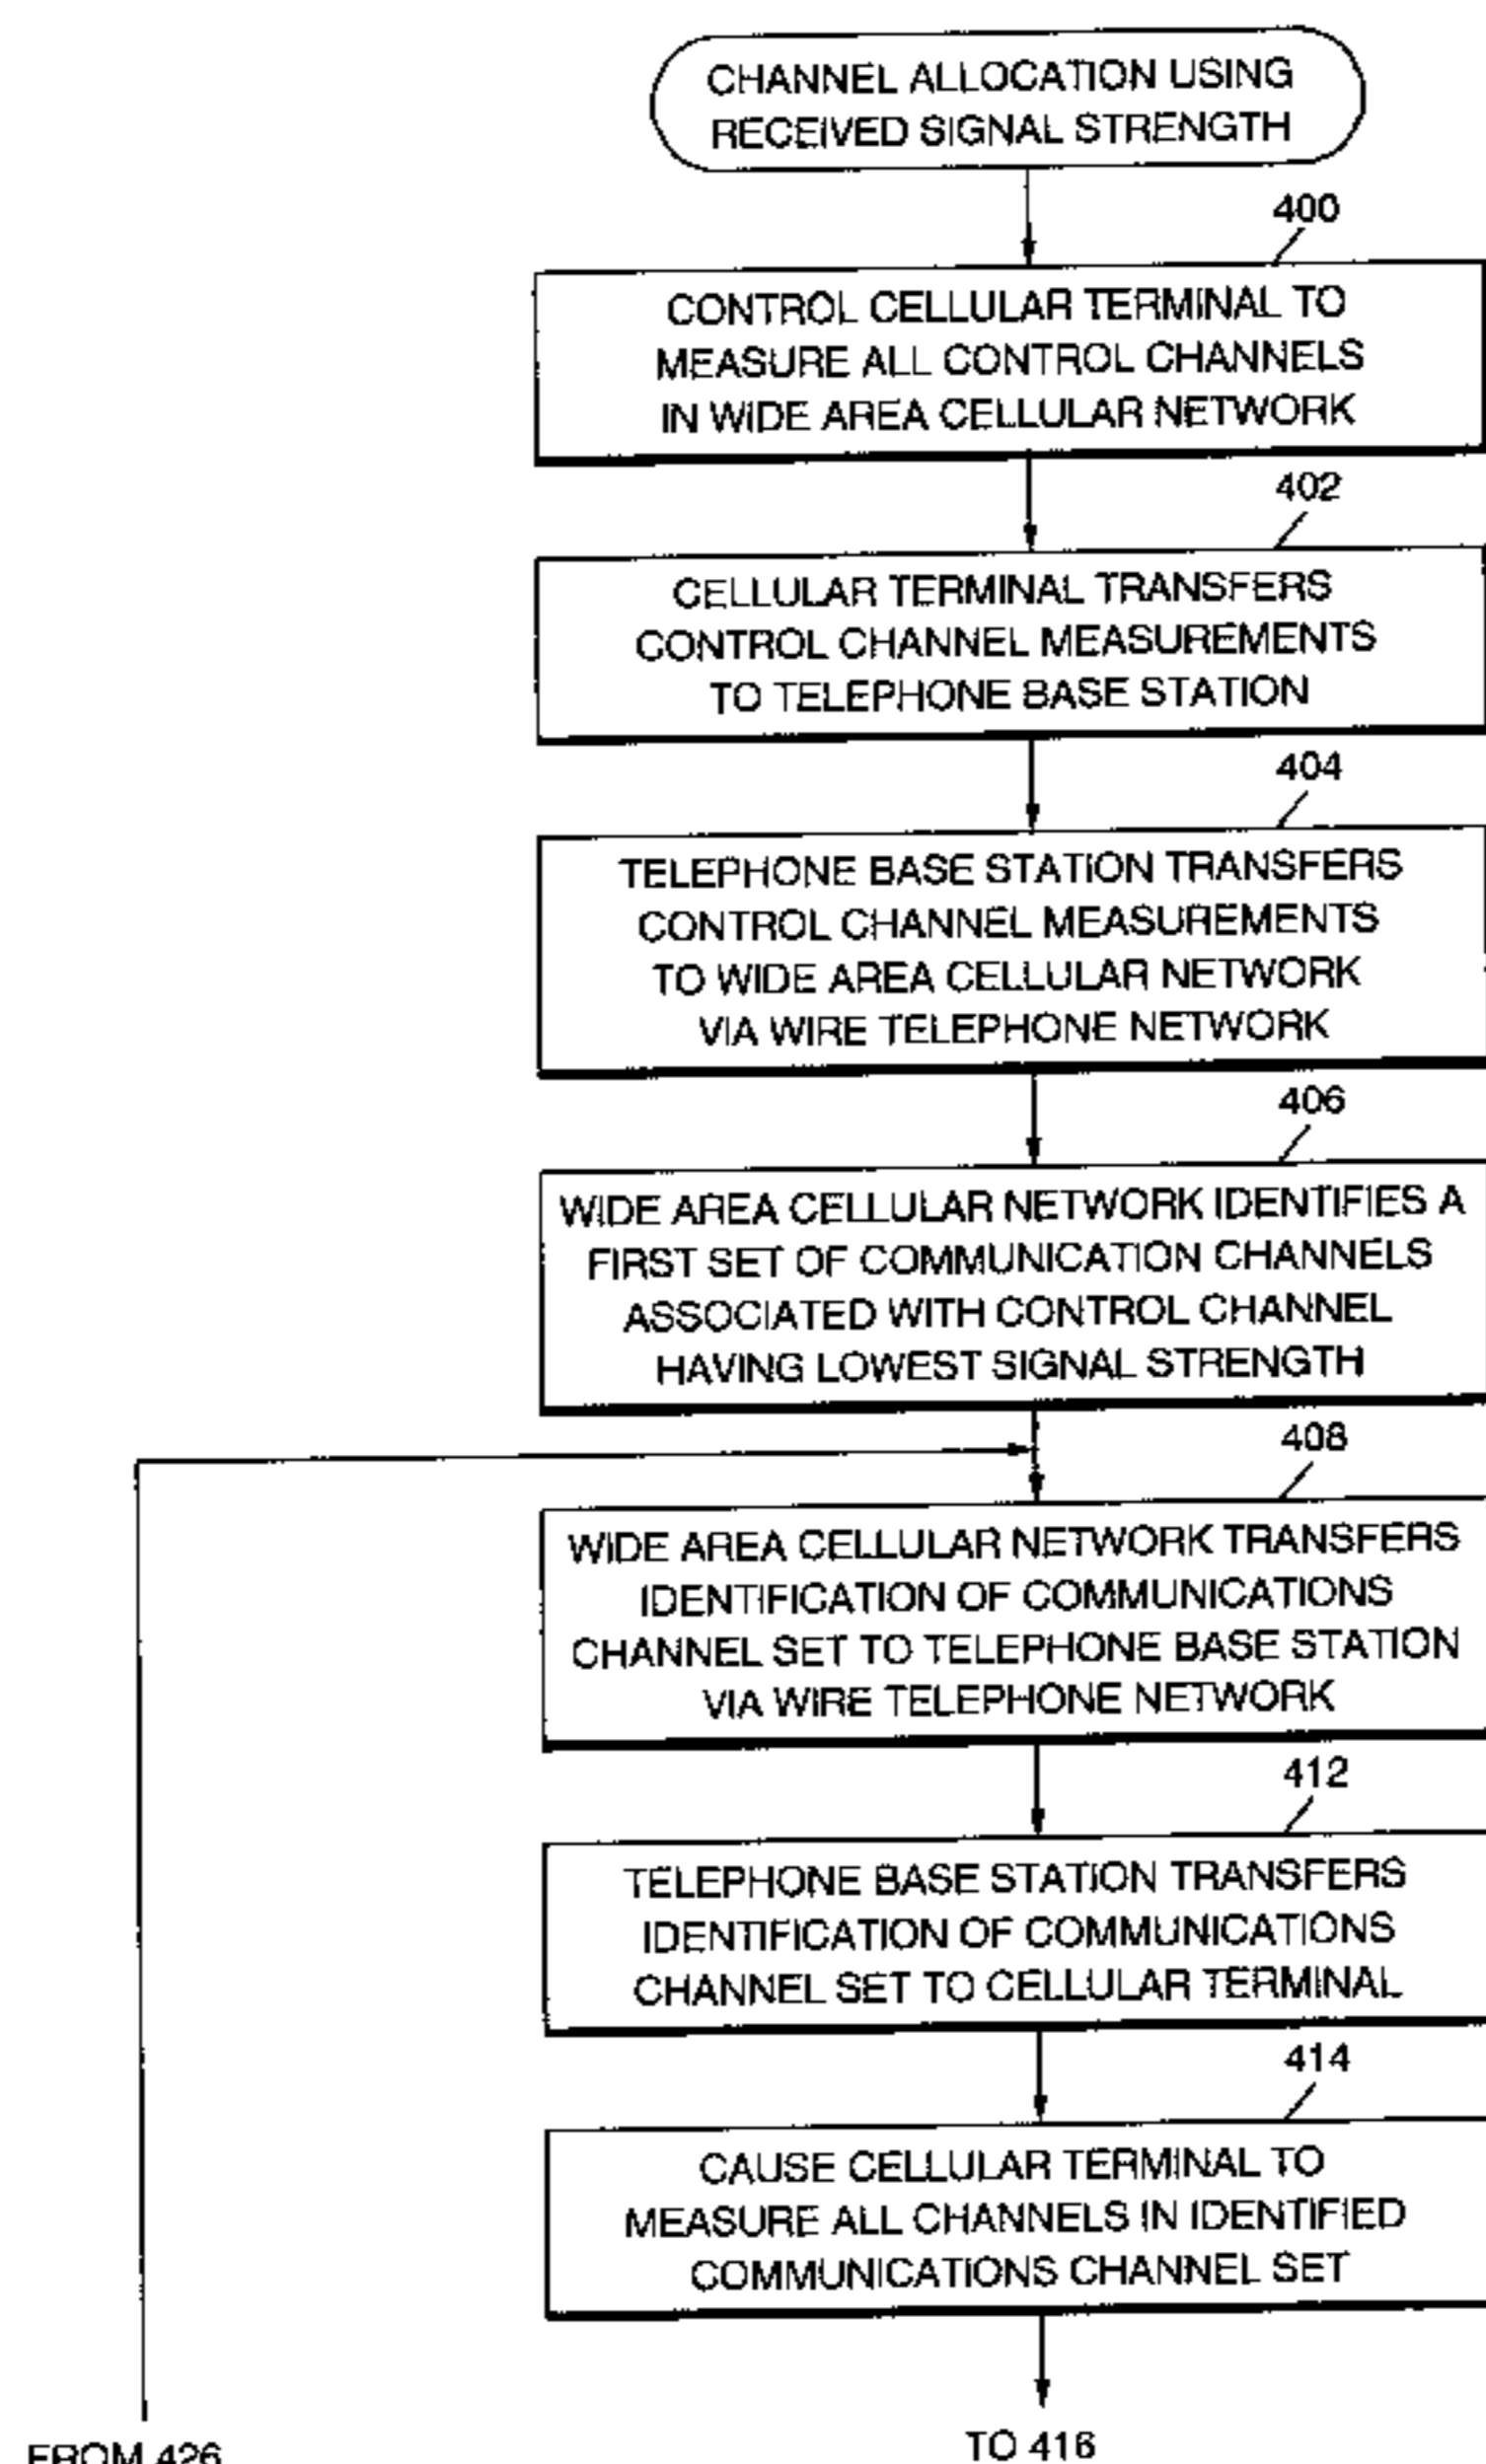 CHANNEL ALLOCATION USING
RECEIVED SIGNAL STRENGTH
400
CONTROL CELLULAR TERMINAL TO
MEASURE ALL CONTROL CHANNELS
IN WIDE AREA CELLULAR NETWORK
402
CELLULAR TERMINAL TRANSFERS
CONTROL CHANNEL MEASUREMENTS
TO TELEPHONE BASE STATION
404
TELEPHONE BASE STATION TRANSFERS
CONTROL CHANNEL MEASUREMENTS
TO WIDE AREA CELLULAR NETWORK
VIA WIRE TELEPHONE NETWORK
406
WIDE AREA CELLULAR NETWORK IDENTIFIES A
FIRST SET OF COMMUNICATION CHANNELS
ASSOCIATED WITH CONTROL CHANNEL
HAVING LOWEST SIGNAL STRENGTH
408
WIDE AREA CELLULAR NETWORK TRANSFERS
IDENTIFICATION OF COMMUNICATIONS
CHANNEL SET TO TELEPHONE BASE STATION
VIA WIRE TELEPHONE NETWORK
412
TELEPHONE BASE STATION TRANSFERS
IDENTIFICATION OF COMMUNICATIONS
CHANNEL SET TO CELLULAR TERMINAL
414
CAUSE CELLULAR TERMINAL TO
MEASURE ALL CHANNELS IN IDENTIFIED
COMMUNICATIONS CHANNEL SET
FROM 426
TO 416